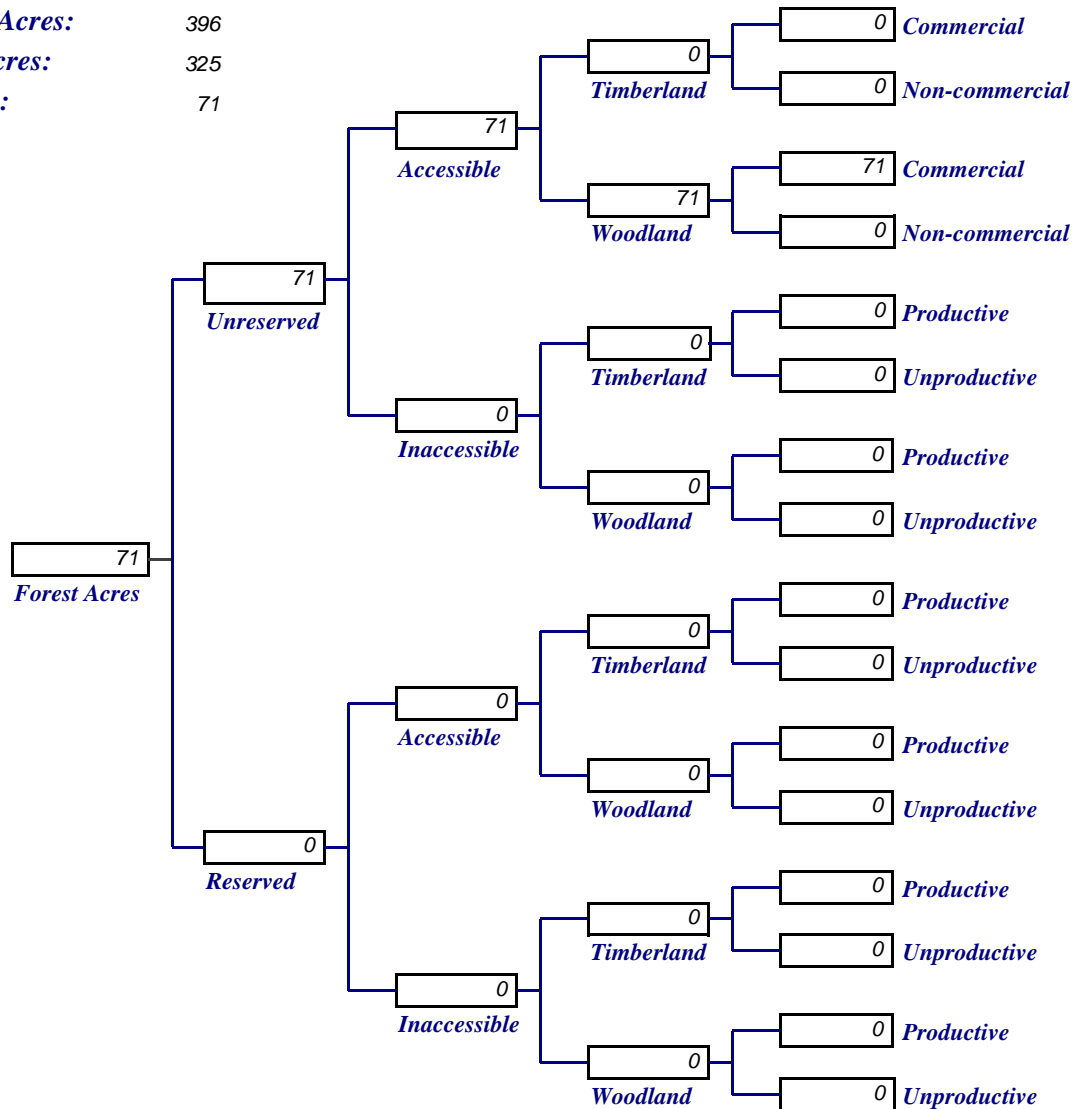 Acres: 396
cres: 325
: 71
0 Commercial
0
Timberland
0 Non-commercial
71
Accessible
71 Commercial
71
Woodland
0 Non-commercial
71
Unreserved
0 Productive
0
Timberland
0 Unproductive
0
Inaccessible
0 Productive
0
Woodland
0 Unproductive
71
Forest Acres
0 Productive
0
Timberland
0 Unproductive
0
Accessible
0 Productive
0
Woodland
0 Unproductive
0
Reserved
0 Productive
0
Timberland
0 Unproductive
0
Inaccessible
0 Productive
0
Woodland
0 Unproductive